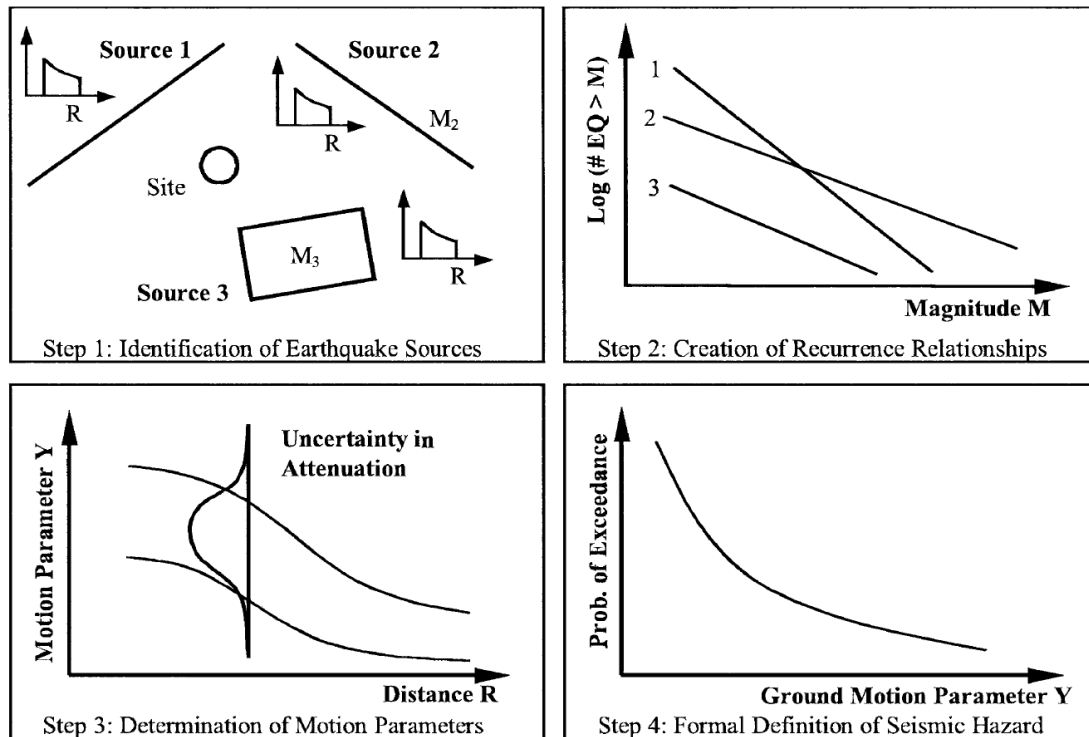 Source 1
R
Source 2
R
M2
Site
M3
R
Source 3
Step 1: Identification of Earthquake Sources
Log (# EQ > M)
1
2
3
Magnitude M
Step 2: Creation of Recurrence Relationships
Motion Parameter Y
Uncertainty in
Attenuation
Distance R
Step 3: Determination of Motion Parameters
Prob. of Exceedance
Ground Motion Parameter Y
Step 4: Formal Definition of Seismic Hazard